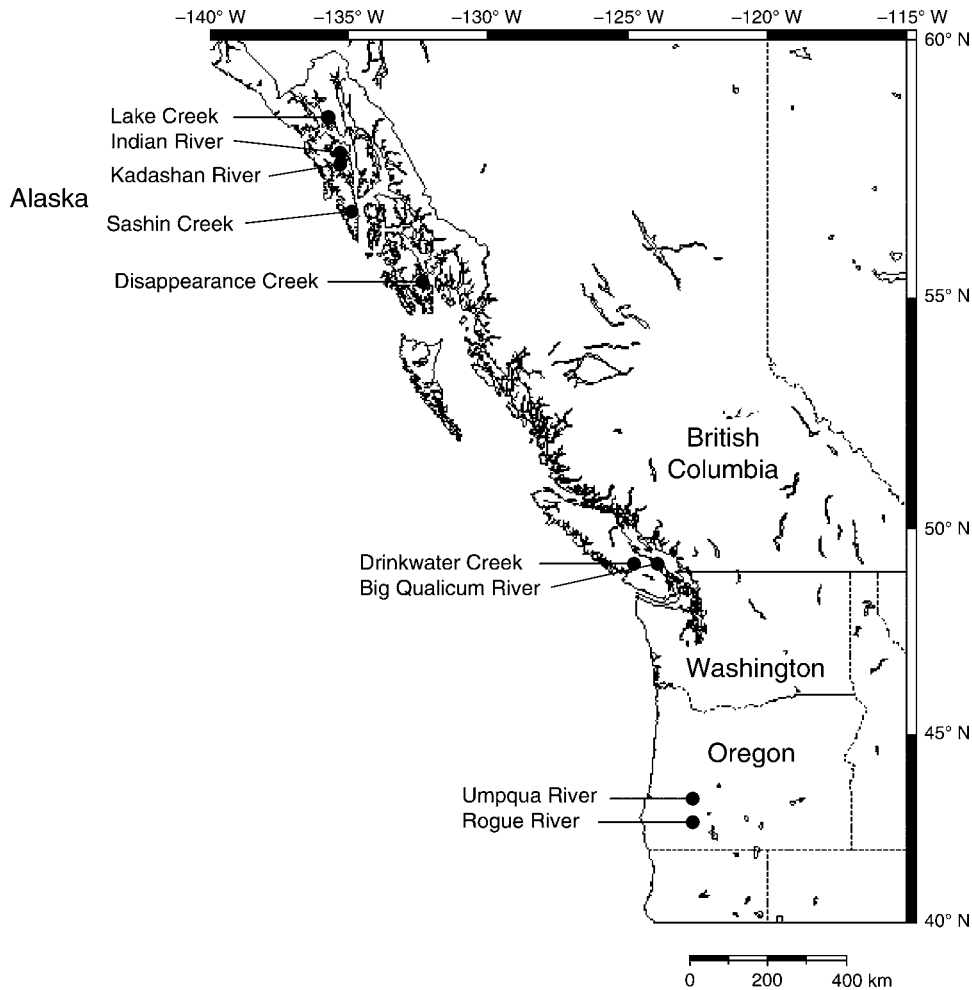 −140° W
−135°
−130°
−125°
−120°
−115° W
60° N
Lake Creek
Indian River
Kadashan River
Alaska
Sashin Creek
Disappearance Creek
55° N
British
Columbia
50° N
Drinkwater Creek
Big Qualicum River
Washington
45° N
Oregon
Umpqua River
Rogue River
40° N
0
200
400 km